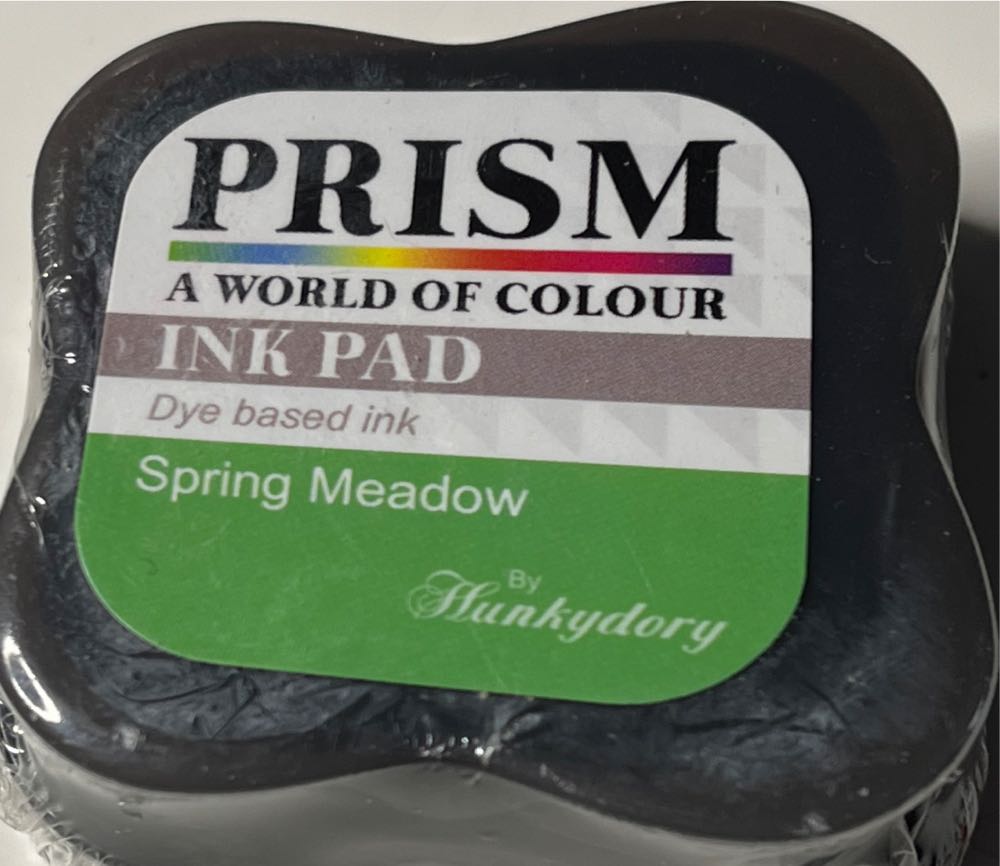 PRISM
A WORLD OF COLOUR
INK PAD
Dye based ink
Spring Meadow
By
Hunkydory